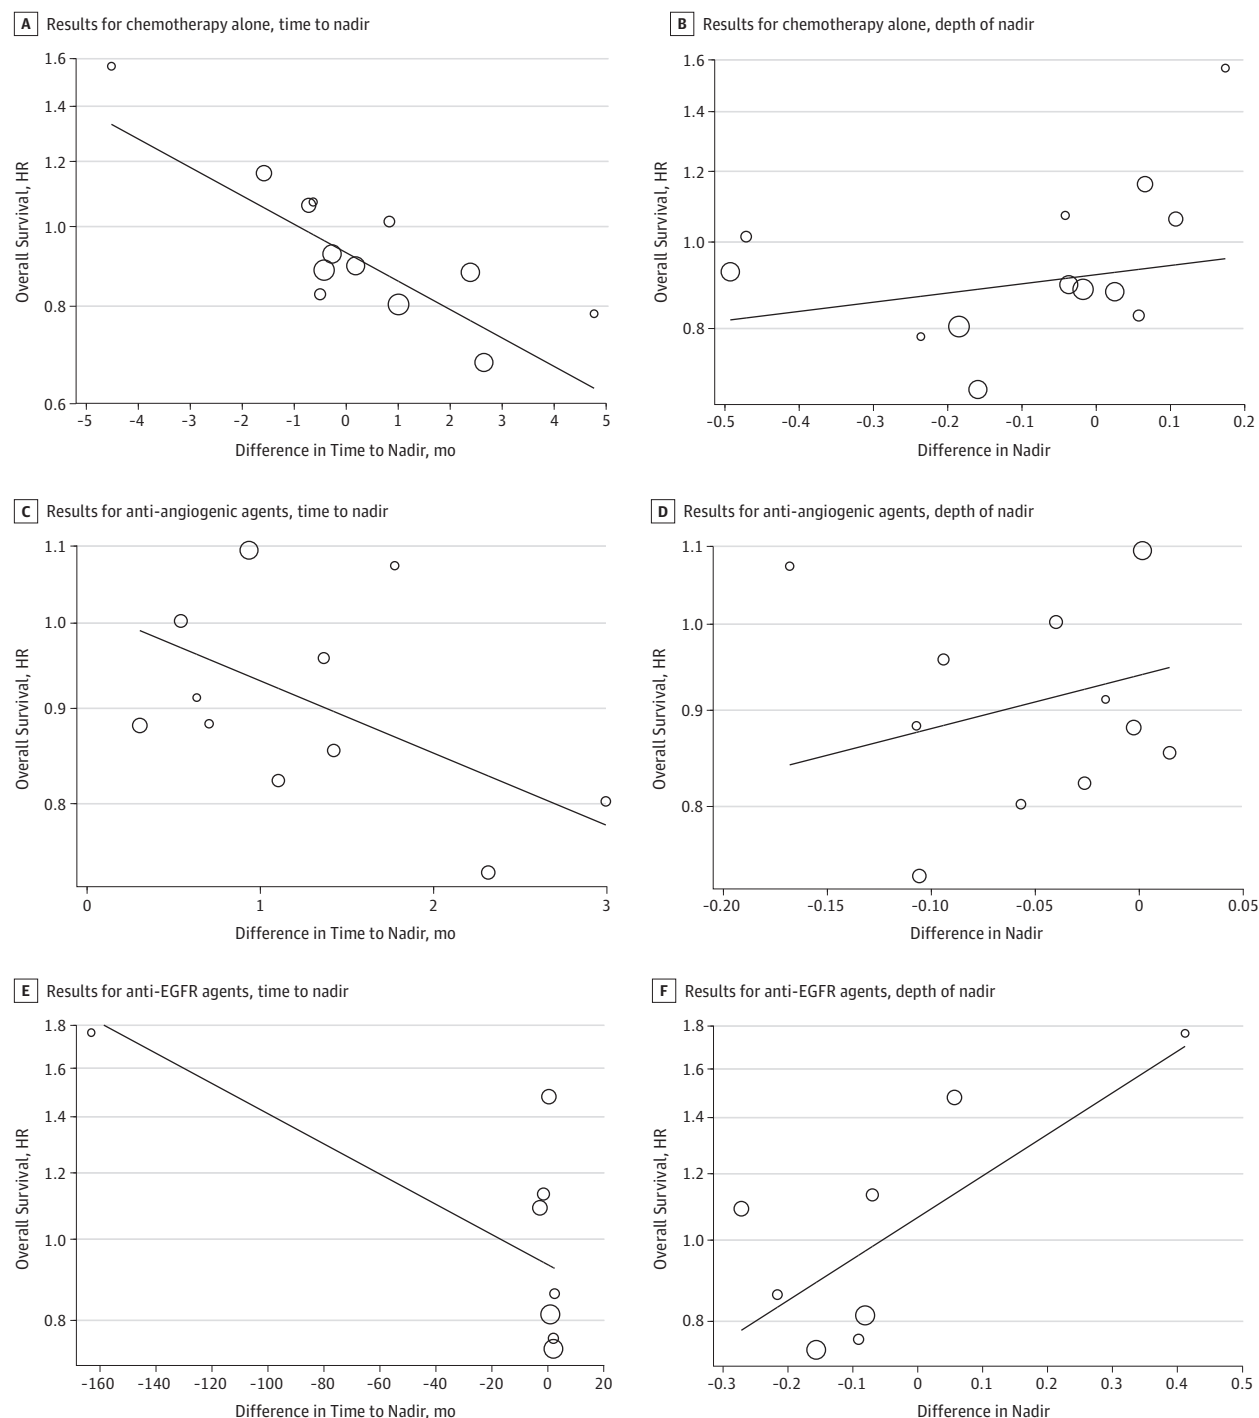 A Results for chemotherapy alone, time to nadir
1.6
1.4
1.2
1.0
0.8
0.6
Overall Survival, HR
-5 -4 -3 -2 -1 0 1 2 3 4 5
Difference in Time to Nadir, mo
B Results for chemotherapy alone, depth of nadir
1.6
1.4
1.2
1.0
0.8
Overall Survival, HR
-0.5 -0.4 -0.3 -0.2 -0.1 0 0.1 0.2
Difference in Nadir
C Results for anti-angiogenic agents, time to nadir
1.1
1.0
0.9
0.8
Overall Survival, HR
0 1 2 3
Difference in Time to Nadir, mo
D Results for anti-angiogenic agents, depth of nadir
1.1
1.0
0.9
0.8
Overall Survival, HR
-0.20 -0.15 -0.10 -0.05 0 0.05
Difference in Nadir
E Results for anti-EGFR agents, time to nadir
1.8
1.6
1.4
1.2
1.0
0.8
Overall Survival, HR
-160 -140 -120 -100 -80 -60 -40 -20 0 20
Difference in Time to Nadir, mo
F Results for anti-EGFR agents, depth of nadir
1.8
1.6
1.4
1.2
1.0
0.8
Overall Survival, HR
-0.3 -0.2 -0.1 0 0.1 0.2 0.3 0.4 0.5
Difference in Nadir